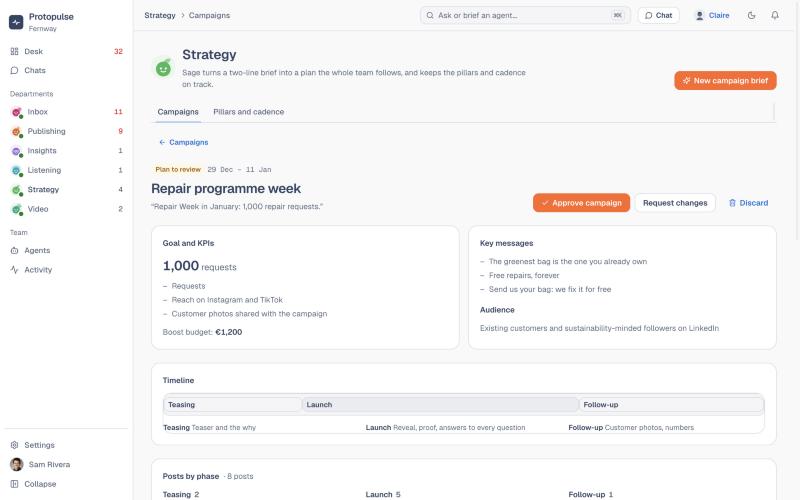 Protopulse
Fernway
Desk 32
Chats
Departments
Inbox 11
Publishing 9
Insights 1
Listening 1
Strategy 4
Video 2
Team
Agents
Activity
Settings
Sam Rivera
Collapse
Strategy > Campaigns
Ask or brief an agent... ⌘K
Chat
Claire
Strategy
Sage turns a two-line brief into a plan the whole team follows, and keeps the pillars and cadence
on track.
New campaign brief
Campaigns Pillars and cadence
← Campaigns
Plan to review 29 Dec – 11 Jan
Repair programme week
“Repair Week in January: 1,000 repair requests.”
Approve campaign Request changes Discard
Goal and KPIs
1,000 requests
– Requests
– Reach on Instagram and TikTok
– Customer photos shared with the campaign
Boost budget: €1,200
Key messages
– The greenest bag is the one you already own
– Free repairs, forever
– Send us your bag: we fix it for free
Audience
Existing customers and sustainability-minded followers on LinkedIn
Timeline
Teasing Launch Follow-up
Teasing Teaser and the why Launch Reveal, proof, answers to every question Follow-up Customer photos, numbers
Posts by phase · 8 posts
Teasing 2 Launch 5 Follow-up 1